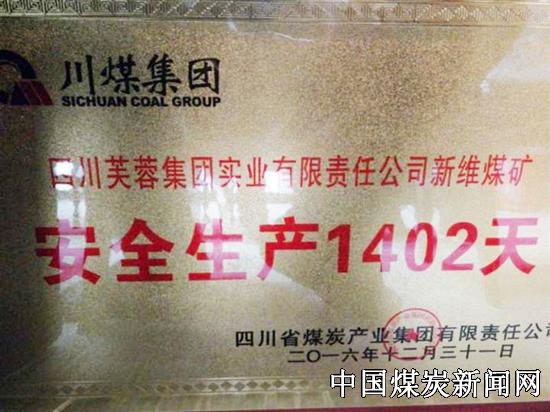 川煤集团
SICHUAN COAL GROUP
四川芙蓉集团实业有限责任公司新维煤矿
安全生产1402天
四川省煤炭产业集团有限责任公司
二〇一六年十二月三十一日
中国煤炭新闻网